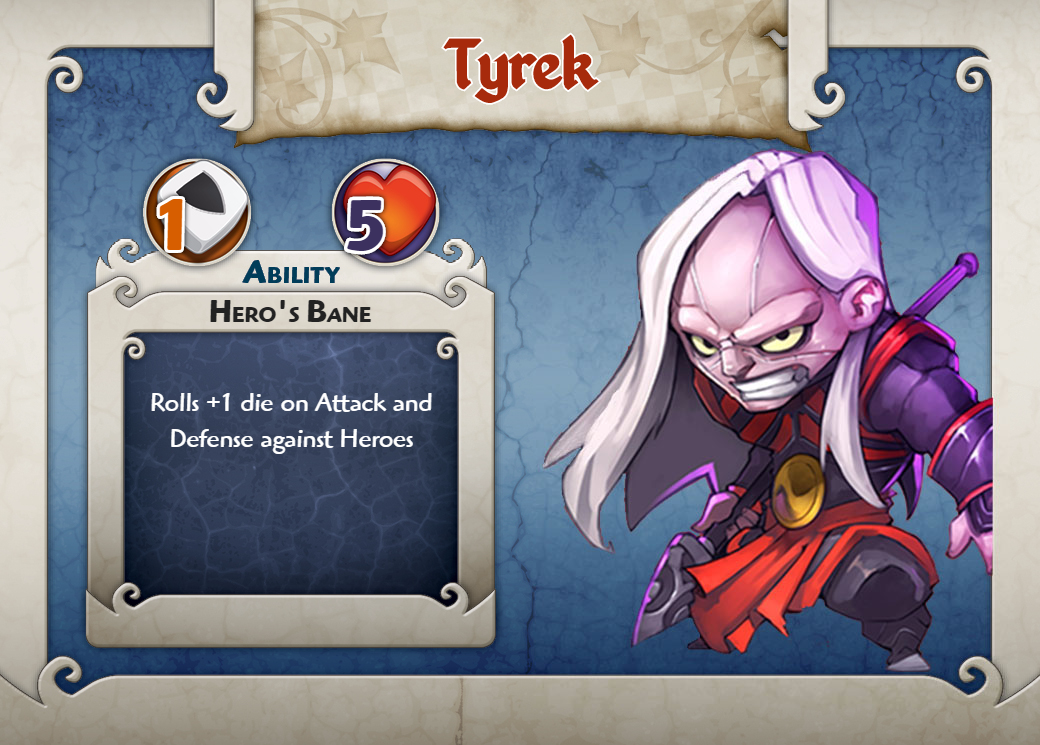 Tyrek
1
5
Ability
Hero's Bane
Rolls +1 die on Attack and
Defense against Heroes